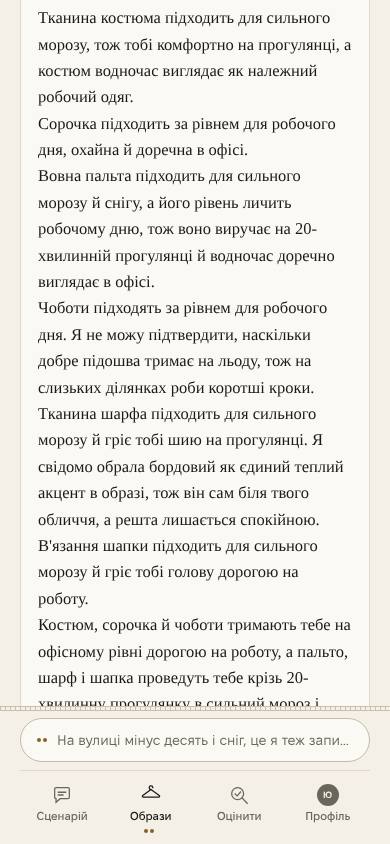 Тканина костюма підходить для сильного
морозу, тож тобі комфортно на прогулянці, а
костюм водночас виглядає як належний
робочий одяг.
Сорочка підходить за рівнем для робочого
дня, охайна й доречна в офісі.
Вовна пальта підходить для сильного
морозу й снігу, а його рівень личить
робочому дню, тож воно виручає на 20-
хвилинній прогулянці й водночас доречно
виглядає в офісі.
Чоботи підходять за рівнем для робочого
дня. Я не можу підтвердити, наскільки
добре підошва тримає на льоду, тож на
слизьких ділянках роби коротші кроки.
Тканина шарфа підходить для сильного
морозу й гріє тобі шию на прогулянці. Я
свідомо обрала бордовий як єдиний теплий
акцент в образі, тож він сам біля твого
обличчя, а решта лишається спокійною.
В'язання шапки підходить для сильного
морозу й гріє тобі голову дорогою на
роботу.
Костюм, сорочка й чоботи тримають тебе на
офісному рівні дорогою на роботу, а пальто,
шарф і шапка проведуть тебе крізь 20-
хвилинну прогулянку в сильний мороз і
На вулиці мінус десять і сніг, це я теж запи...
Сценарій
Образи
Оцінити
Ю
Профіль